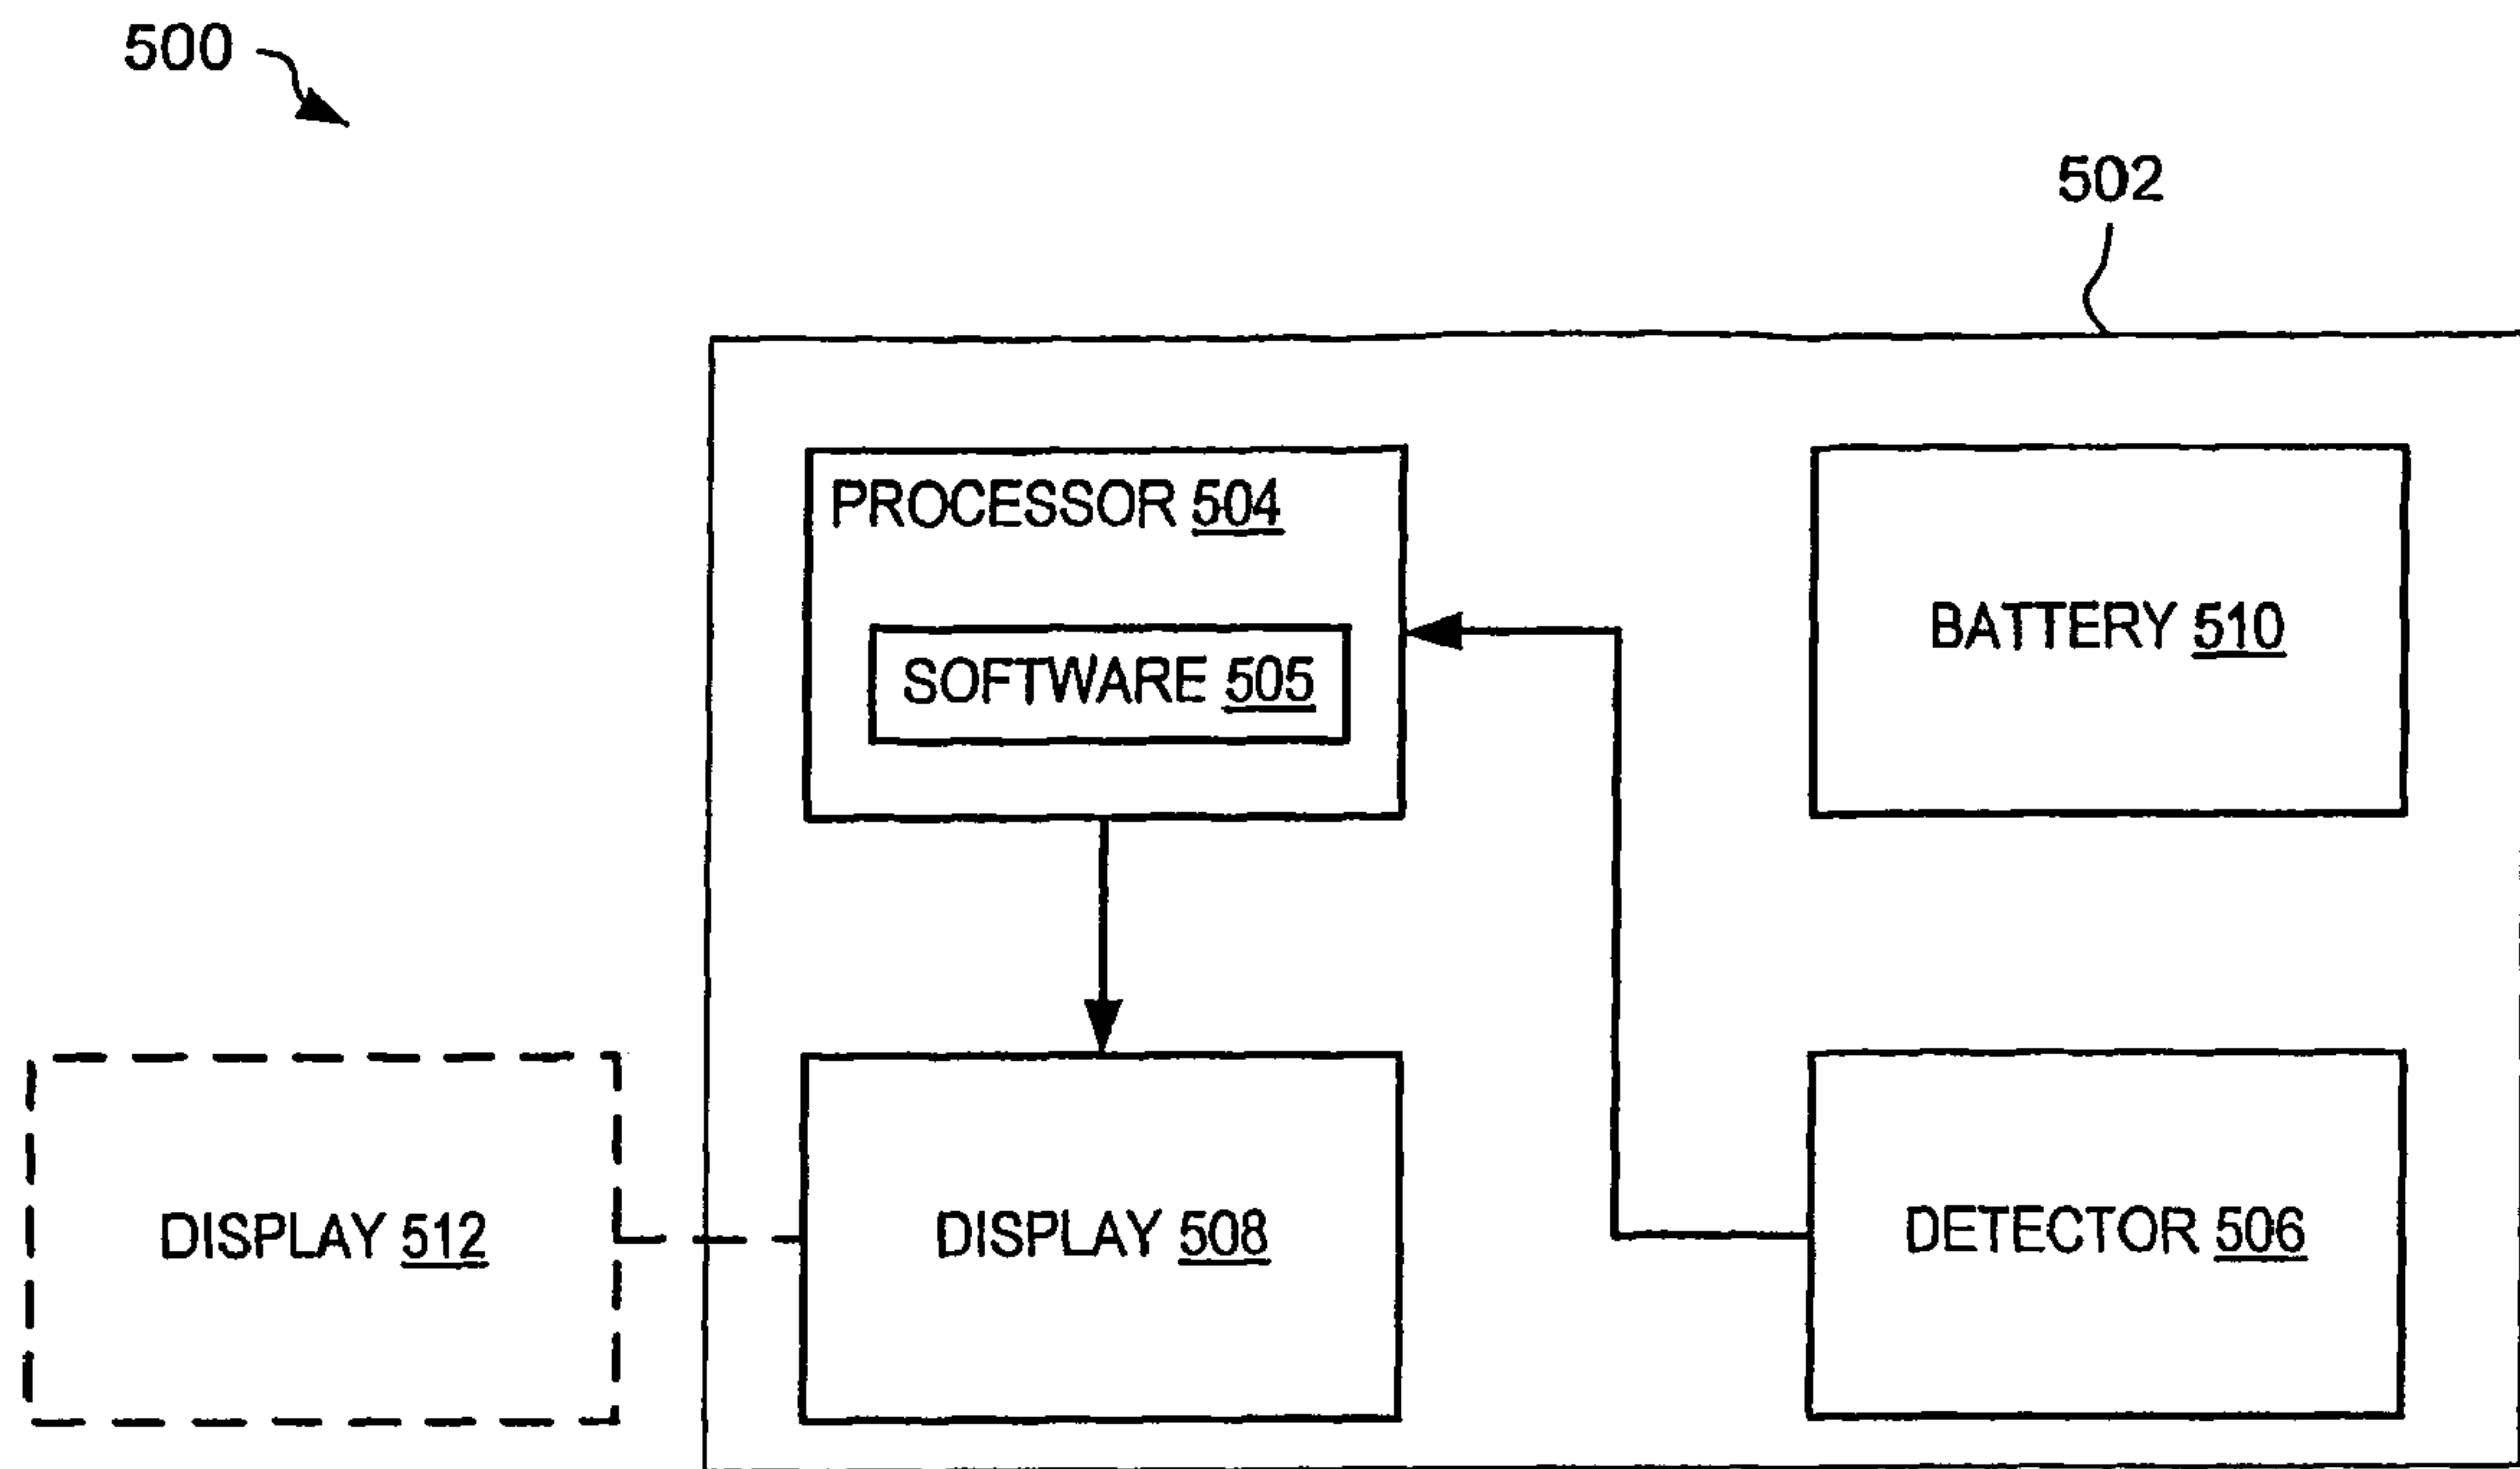 500
502
PROCESSOR 504
SOFTWARE 505
BATTERY 510
DISPLAY 512
DISPLAY 508
DETECTOR 506